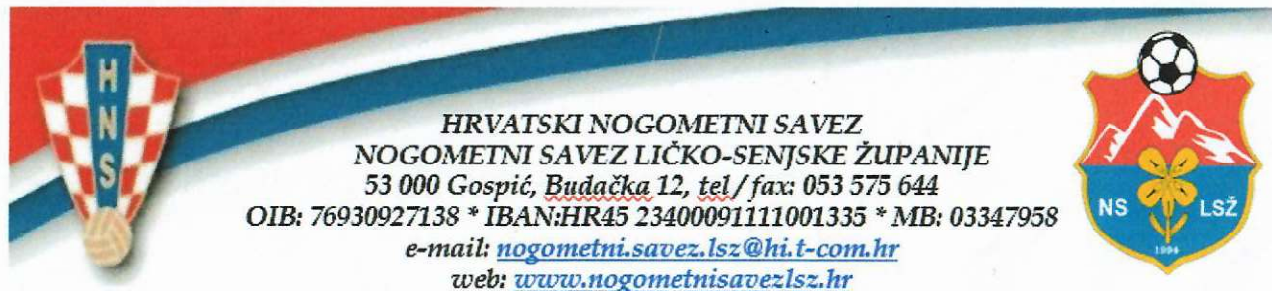 HNS
HRVATSKI NOGOMETNI SAVEZ
NOGOMETNI SAVEZ LIČKO-SENJSKE ŽUPANIJE
53 000 Gospić, Budačka 12, tel/fax: 053 575 644
OIB: 76930927138 * IBAN:HR45 23400091111001335 * MB: 03347958
e-mail: nogometni.savez.lsz@hi.t-com.hr
web: www.nogometnisavezlsz.hr
NS LSŽ
1994